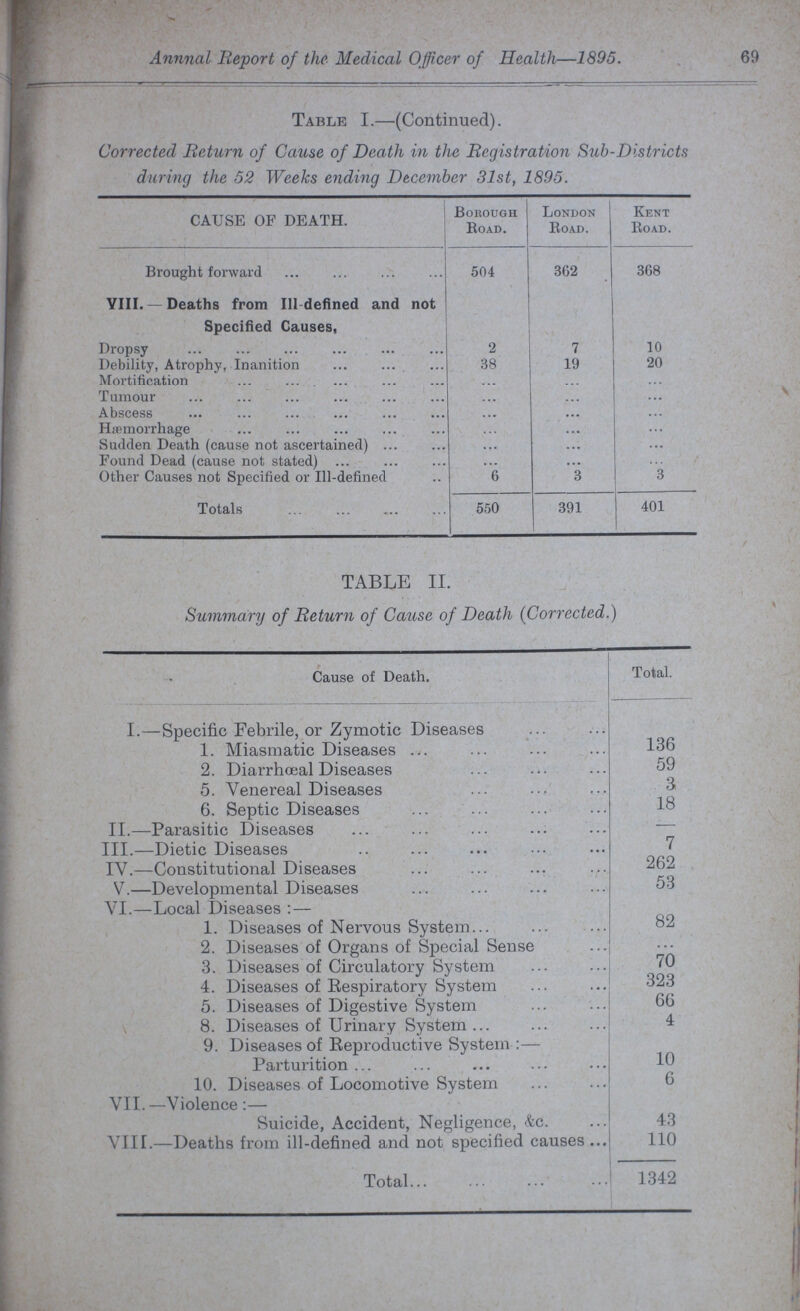 Annnal Report of the Medical Officer of Health—1895. 69
TABLE I.—(Continued).
Corrected Return of Cause of Death in the Registration Sub-Districts
during the 52 Weeks ending December 31st, 1895.
CAUSE OF DEATH. BOROUGH ROAD. LONDON ROAD. KENT ROAD.
Brought forward ... ... ... ... 504 362 368
VIII.—Deaths from Ill-defined and not
Specified Causes,
Dropsy ... ... ... ... ... ... 2 7 10
Debility, Atrophy, Inanition ... ... ... 38 19 20
Mortification ... ... ... ... ... ... ... ...
Tumour ... ... ... ... ... ... ... ... ...
Abscess ... ... ... ... ... ... ... ... ...
Hæmorrhage ... ... ... ... ... ... ... ...
Sudden Death (cause not ascertained) ... ... ... ... ...
Found Dead (cause not stated) ... ... ... ... ... ...
Other Causes not Specified or Ill-defined .. 6 3 3
Totals ... ... ... ... 550 391 401
TABLE II.
Summary of Return of Cause of Death (Corrected.)
Cause of Death. Total.
I.—Specific Febrile, or Zymotic Diseases ... ...
1. Miasmatic Diseases ... ... ... ... 136
2. Diarrhœal Diseases ... ... ... 59
5. Venereal Diseases ... ... ... 3
6. Septic Diseases ... ... ... ... 18
II.—Parasitic Diseases ... ... ... ... ... —
III.—Dietic Diseases .. ... ... ... ... 7
IV.—Constitutional Diseases ... ... ... ... 262
V.—Developmental Diseases ... ... ... ... 53
VI.—Local Diseases :—
1. Diseases of Nervous System... ... ... 82
2. Diseases of Organs of Special Sense ... ...
3. Diseases of Circulatory System ... ... 70
4. Diseases of Respiratory System ... ... 323
5. Diseases of Digestive System ... ... 66
8. Diseases of Urinary System ... ... ... 4
9. Diseases of Reproductive System :—
Parturition ... ... ... ... ... 10
10. Diseases of Locomotive System ... ... 6
VII.—Violence :—
Suicide, Accident, Negligence, &c. ... 43
VIII.—Deaths from ill-defined and not specified causes ... 110
Total... ... ... ... 1342